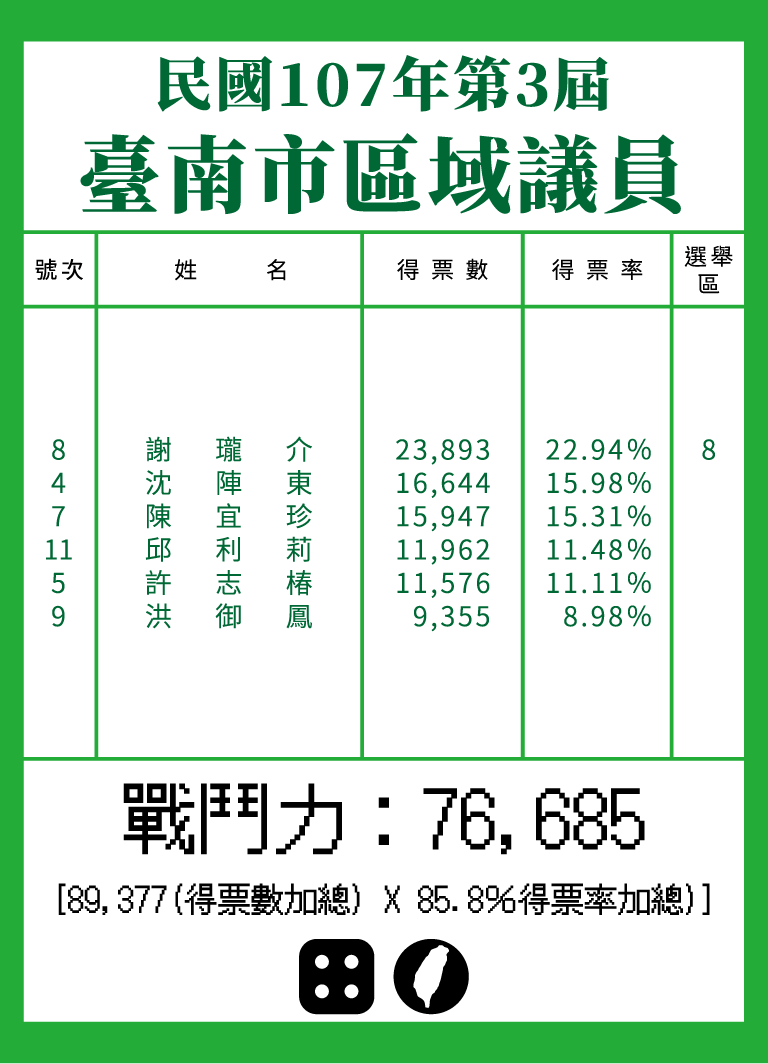 民國107年第3屆
臺南市區域議員
號次 姓名 得票數 得票率 選舉區
8 謝瓏介 23,893 22.94% 8
4 沈陣東 16,644 15.98%
7 陳宜珍 15,947 15.31%
11 邱利莉 11,962 11.48%
5 許志椿 11,576 11.11%
9 洪御鳳 9,355 8.98%
戰鬥力：76,685
[89,377(得票數加總) X 85.8%得票率加總)]